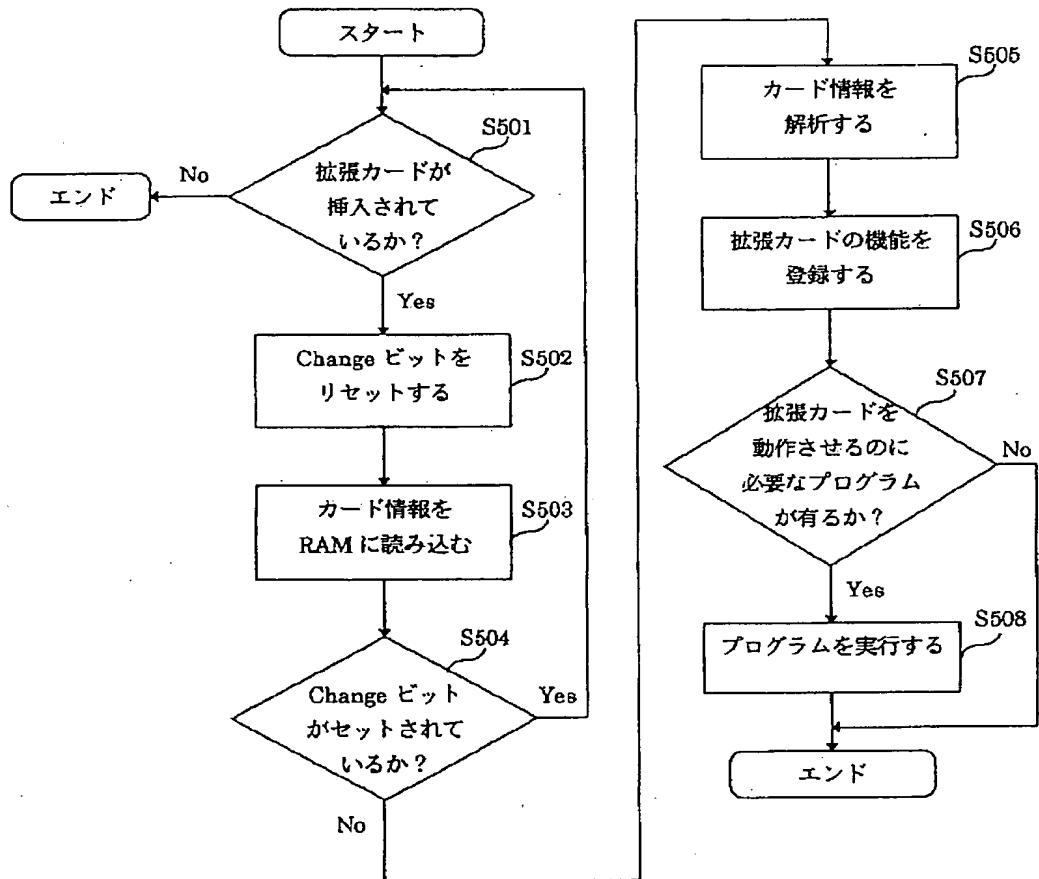 スタート
S501
拡張カードが
挿入されて
いるか？
No
エンド
Yes
Change ビットを
リセットする
S502
カード情報を
RAM に読み込む
S503
S504
Change ビット
がセットされて
いるか？
Yes
No
S505
カード情報を
解析する
S506
拡張カードの機能を
登録する
S507
拡張カードを
動作させるのに
必要なプログラム
が有るか？
No
Yes
S508
プログラムを実行する
エンド